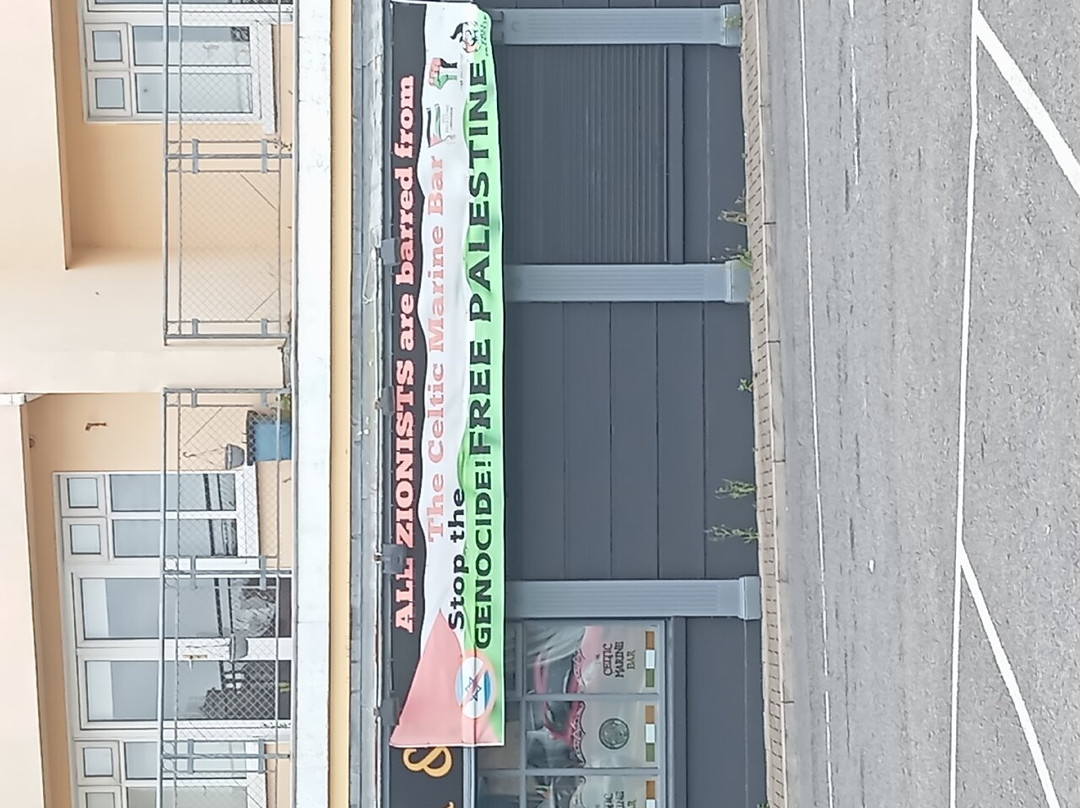 ALL ZIONISTS are barred from
The Celtic Marine Bar
Stop the
GENOCIDE! FREE PALESTINE
&
CELTIC
MARINE
BAR